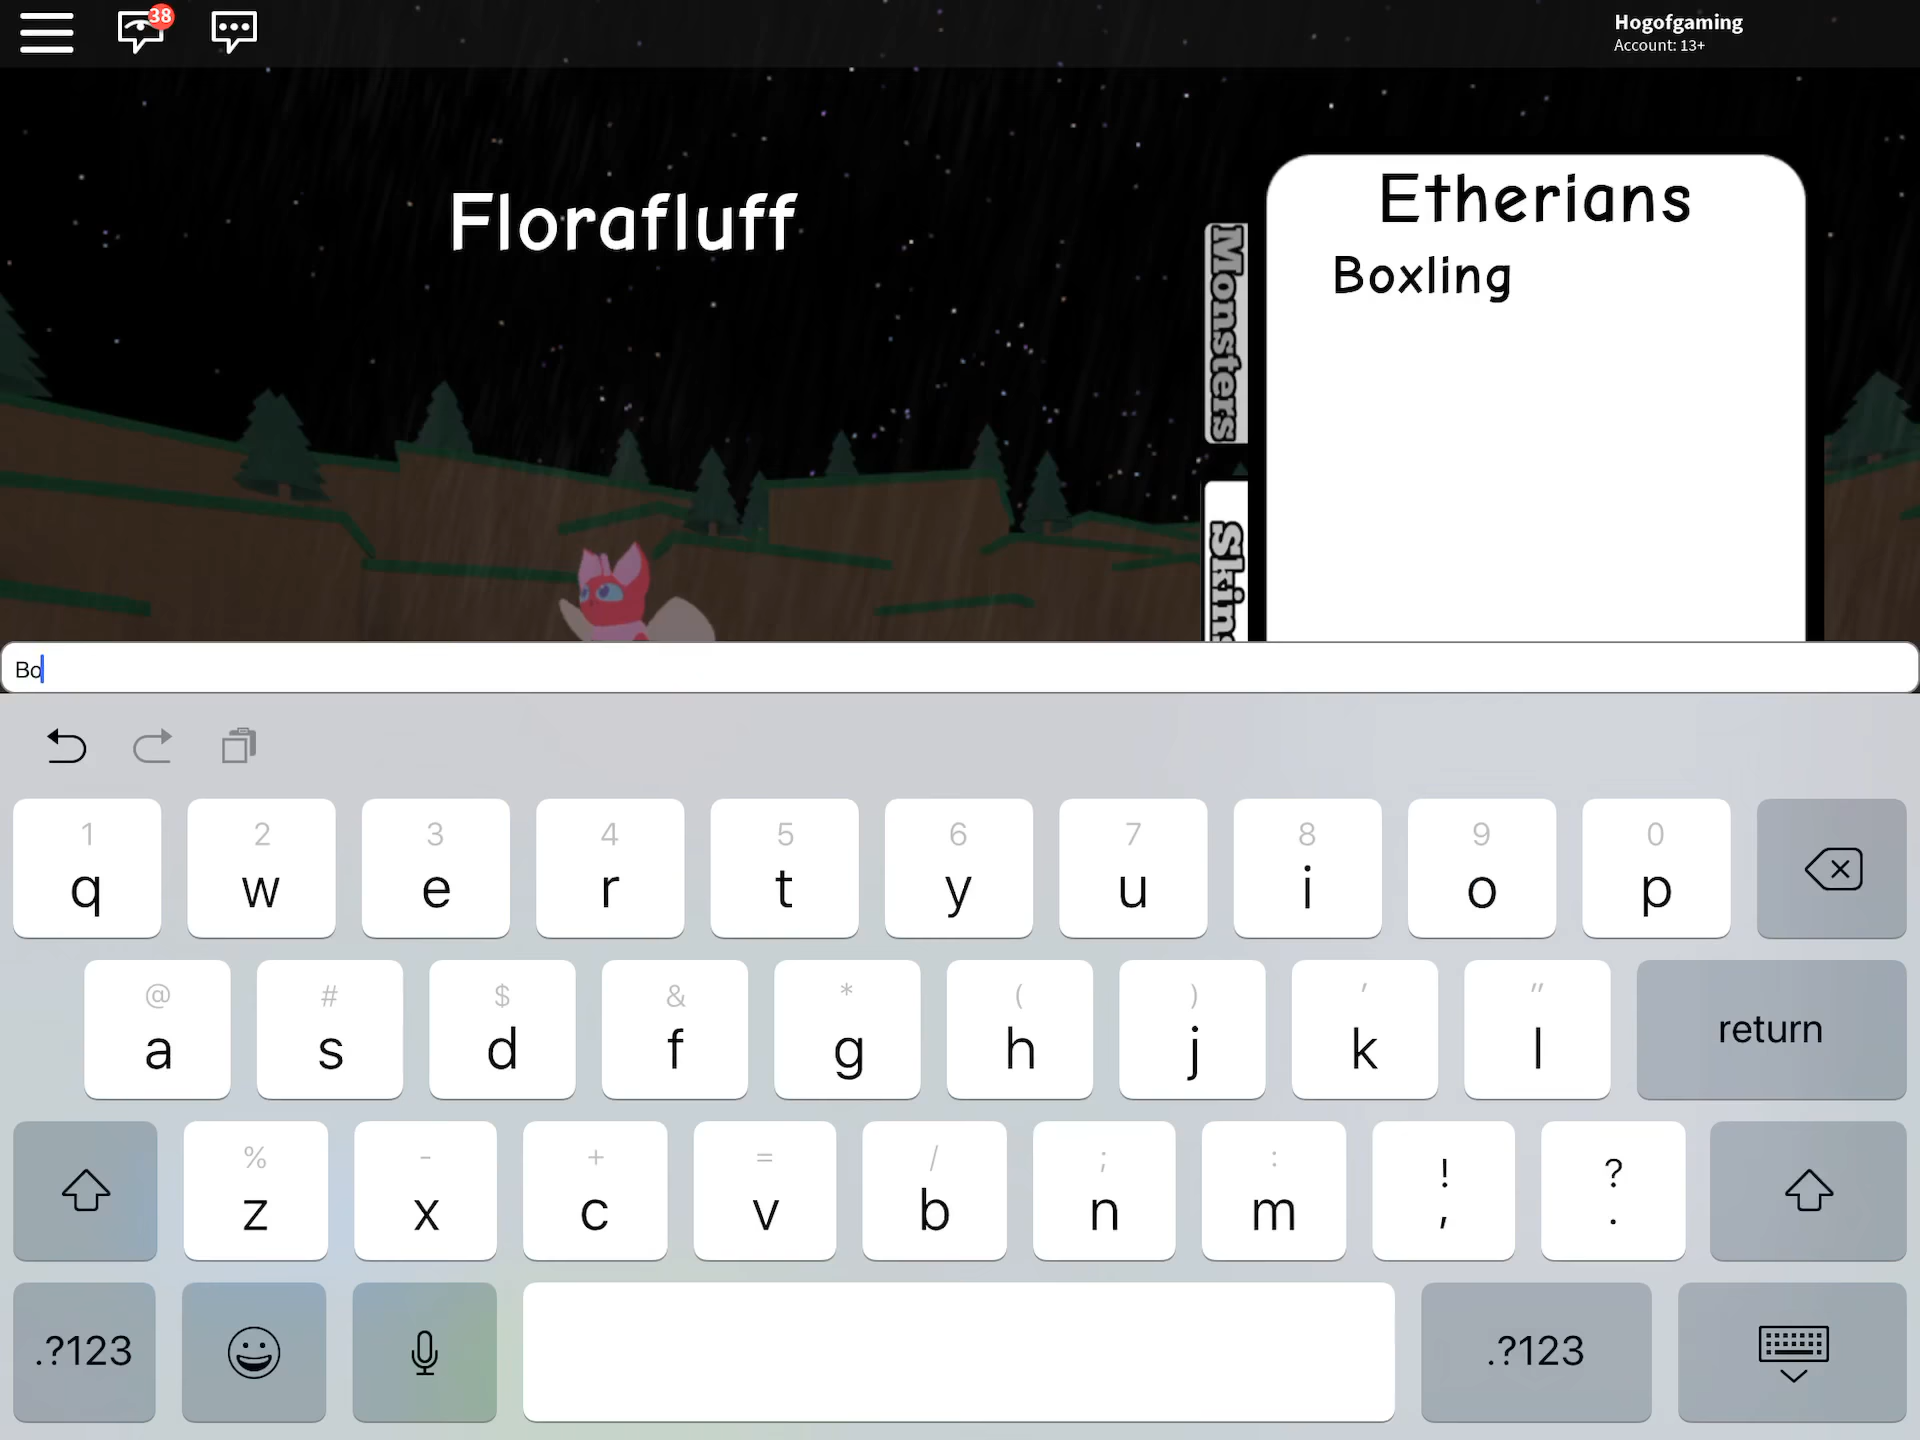 38
Hogofgaming
Account: 13+
Florafluff
Etherians
Boxling
Monsters
Skins
Bo
1 2 3 4 5 6 7 8 9 0
q w e r t y u i o p
@ # $ & * ( ) ' "
a s d f g h j k l return
% - + = / ; : ! ?
z x c v b n m , .
.?123 .?123